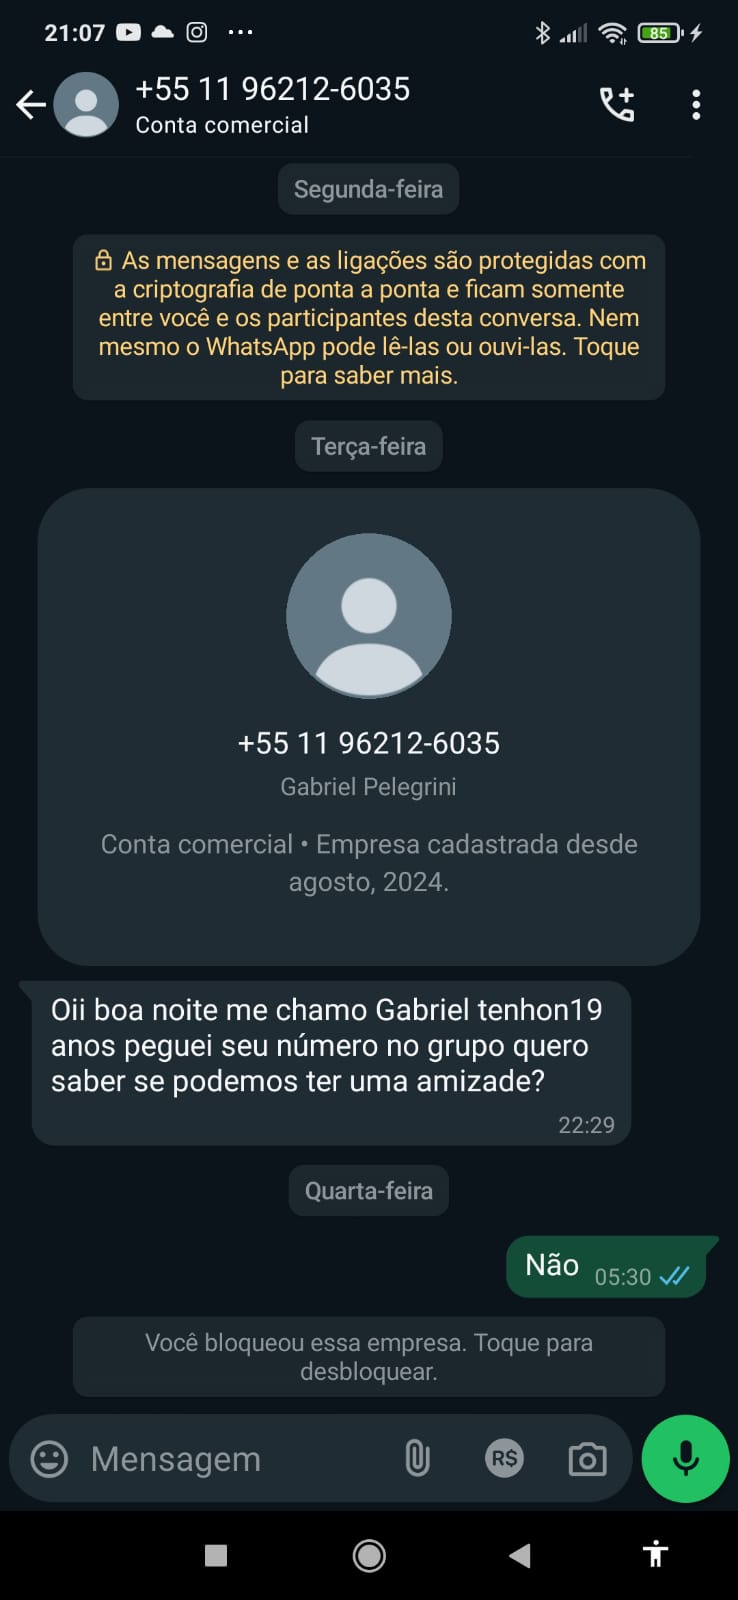 21:07
85
+55 11 96212-6035
Conta comercial
Segunda-feira
As mensagens e as ligações são protegidas com
a criptografia de ponta a ponta e ficam somente
entre você e os participantes desta conversa. Nem
mesmo o WhatsApp pode lê-las ou ouvi-las. Toque
para saber mais.
Terça-feira
+55 11 96212-6035
Gabriel Pelegrini
Conta comercial • Empresa cadastrada desde
agosto, 2024.
Oii boa noite me chamo Gabriel tenhon19
anos peguei seu número no grupo quero
saber se podemos ter uma amizade?
22:29
Quarta-feira
Não 05:30
Você bloqueou essa empresa. Toque para
desbloquear.
Mensagem R$